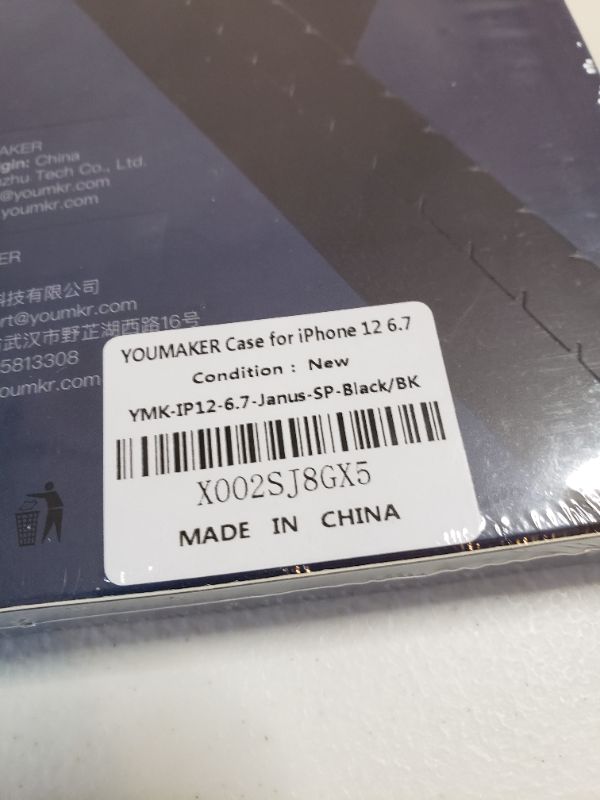 AKER
gin: China
zhu Tech Co., Ltd.
@youmkr.com
youmkr.com
ER
科技有限公司
rt@youmkr.com
武汉市野芷湖西路16号
5813308
oumkr.com
YOUMAKER Case for iPhone 12 6.7
Condition : New
YMK-IP12-6.7-Janus-SP-Black/BK
X002SJ8GX5
MADE IN CHINA